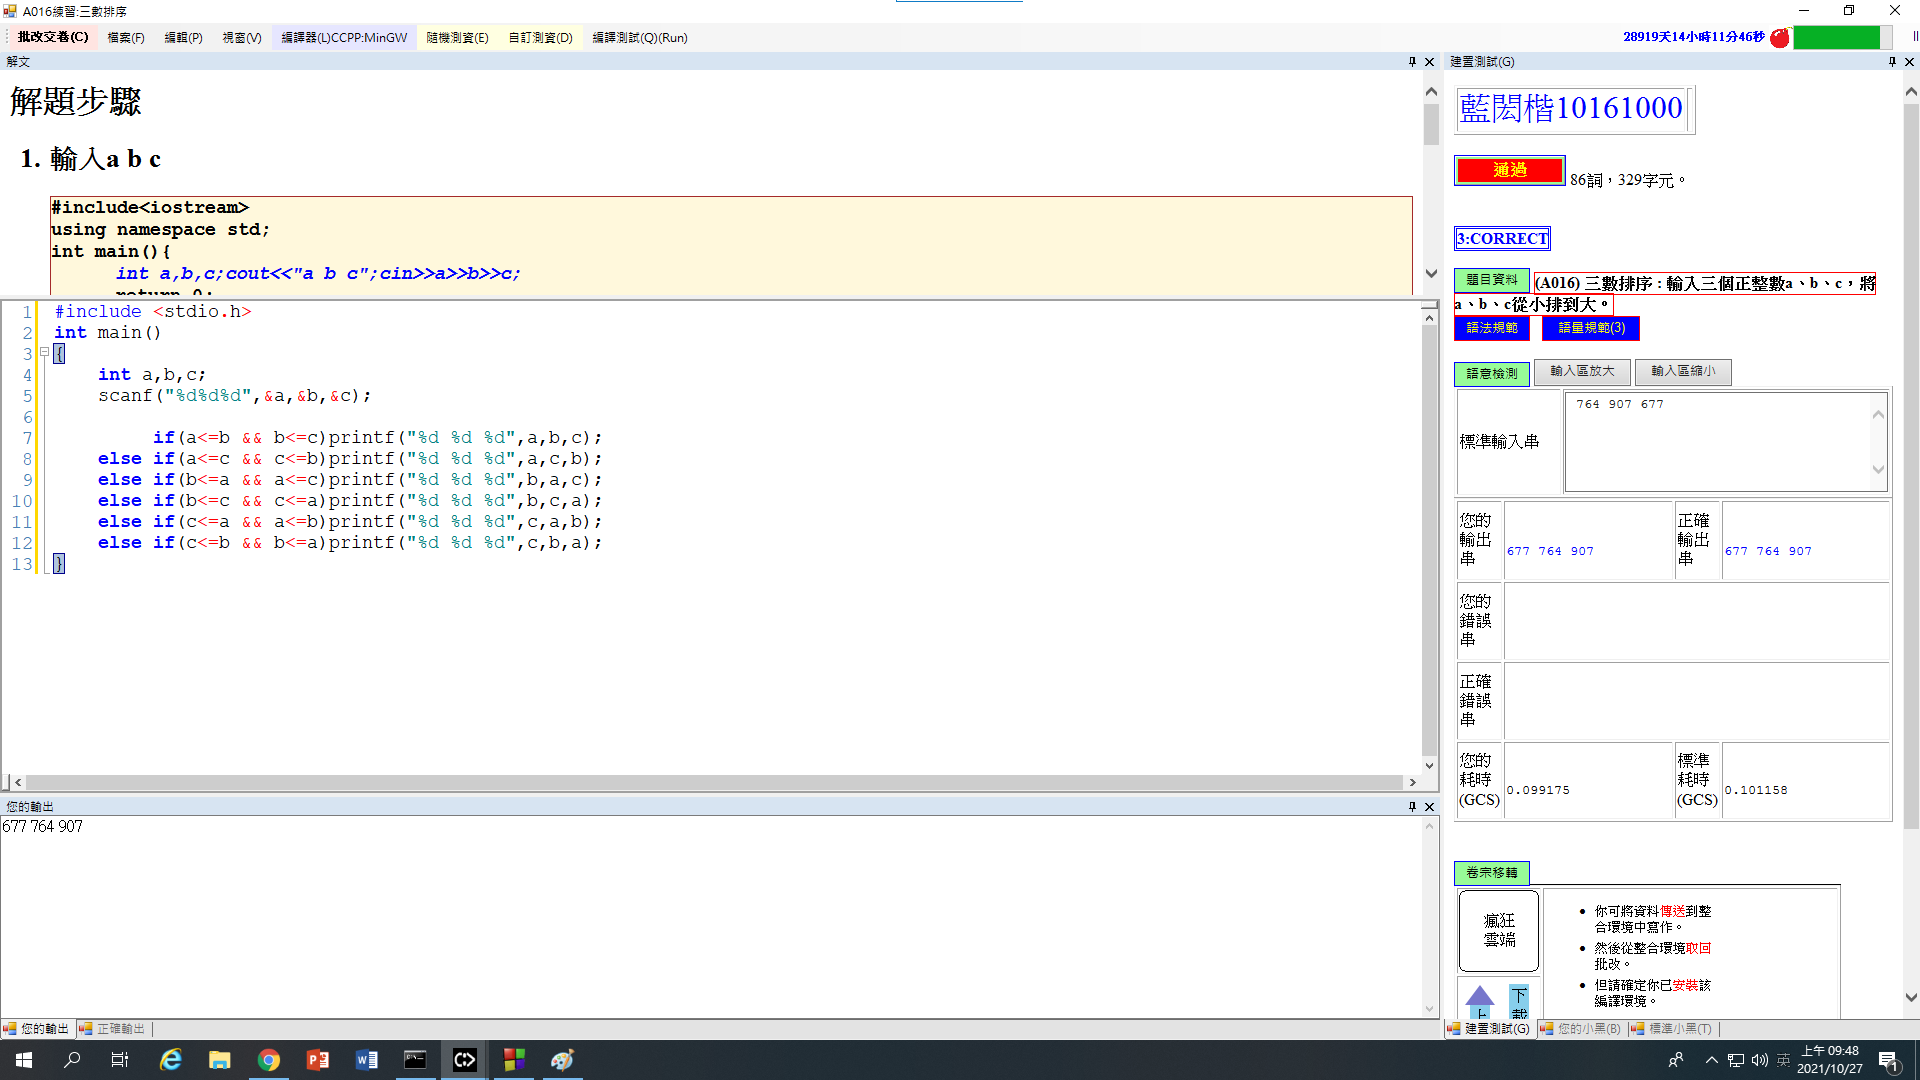 A016練習:三數排序
批改交卷(C) 檔案(F) 編輯(P) 視窗(V) 編譯器(L)CCPP:MinGW 隨機測資(E) 自訂測資(D) 編譯測試(Q)(Run)
28919天14小時11分46秒
解文
解題步驟
1. 輸入a b c
#include<iostream>
using namespace std;
int main(){
int a,b,c;cout<<"a b c";cin>>a>>b>>c;
return 0;
1 #include <stdio.h>
2 int main()
3 {
4 int a,b,c;
5 scanf("%d%d%d",&a,&b,&c);
6
7 if(a<=b && b<=c)printf("%d %d %d",a,b,c);
8 else if(a<=c && c<=b)printf("%d %d %d",a,c,b);
9 else if(b<=a && a<=c)printf("%d %d %d",b,a,c);
10 else if(b<=c && c<=a)printf("%d %d %d",b,c,a);
11 else if(c<=a && a<=b)printf("%d %d %d",c,a,b);
12 else if(c<=b && b<=a)printf("%d %d %d",c,b,a);
13 }
您的輸出
677 764 907
您的輸出 正確輸出
建置測試(G)
藍閎楷10161000
通過 86詞，329字元。
3:CORRECT
題目資料 (A016) 三數排序：輸入三個正整數a、b、c，將
a、b、c從小排到大。
語法規範 語量規範(3)
語意檢測 輸入區放大 輸入區縮小
標準輸入串 764 907 677
您的輸出串 677 764 907 正確輸出串 677 764 907
您的錯誤串
正確錯誤串
您的耗時(GCS) 0.099175 標準耗時(GCS) 0.101158
卷宗移轉
瘋狂
雲端
你可將資料傳送到整
合環境中寫作。
然後從整合環境取回
批改。
但請確定你已安裝該
編譯環境。
上 下載
建置測試(G) 您的小黑(B) 標準小黑(T)
英
上午 09:48
2021/10/27
1